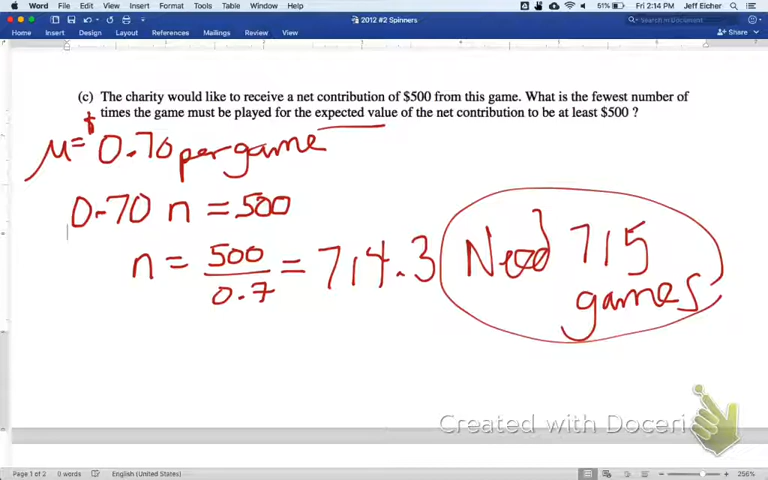 Word File Edit View Insert Format Tools Table Window Help 51% Fri 2:14 PM Jeff Eicher
2012 #2 Spinners
Search in Document
Home Insert Design Layout References Mailings Review View Share
(c) The charity would like to receive a net contribution of $500 from this game. What is the fewest number of
times the game must be played for the expected value of the net contribution to be at least $500 ?
μ = $0.70 per game
0.70 n = 500
n = 500/0.7 = 714.3
Need 715
games
Created with Doceri
Page 1 of 2 0 words English (United States) 256%